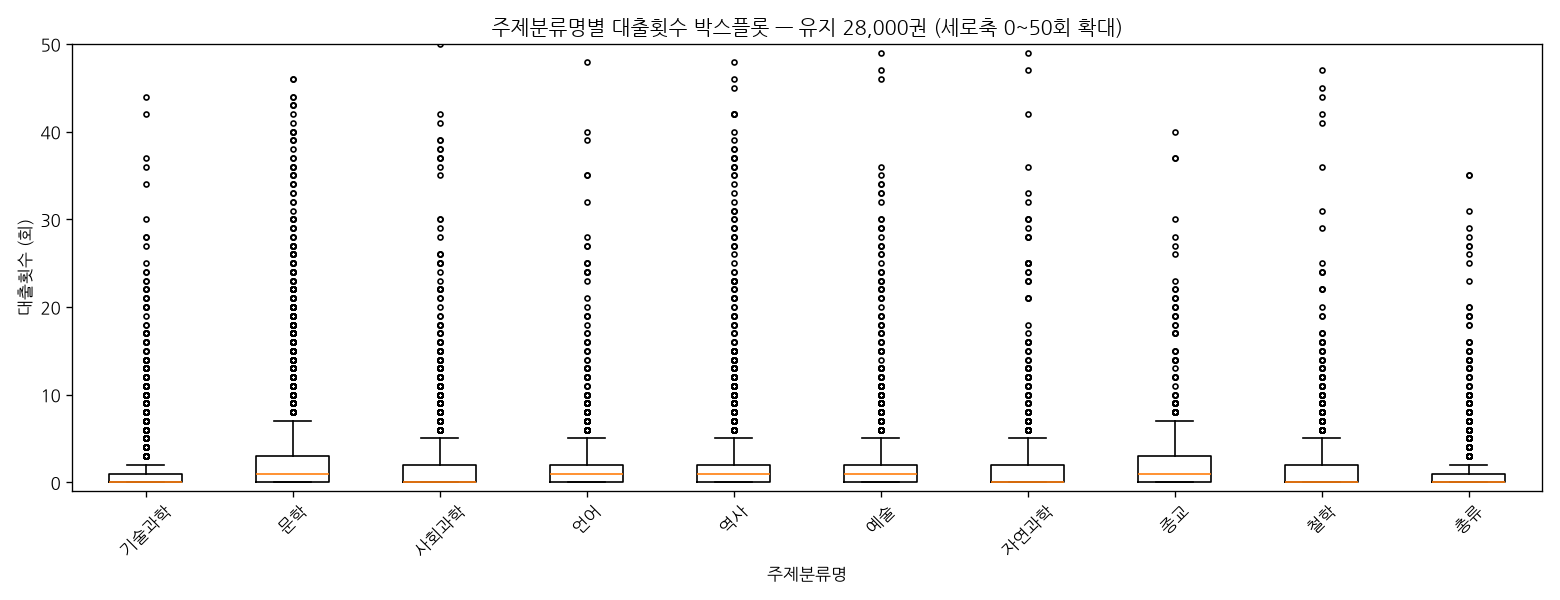 주제분류명별 대출횟수 박스플롯 — 유지 28,000권 (세로축 0~50회 확대)
대출횟수 (회)
50
40
30
20
10
0
기술과학 문학 사회과학 언어 역사 예술 자연과학 종교 철학 총류
주제분류명